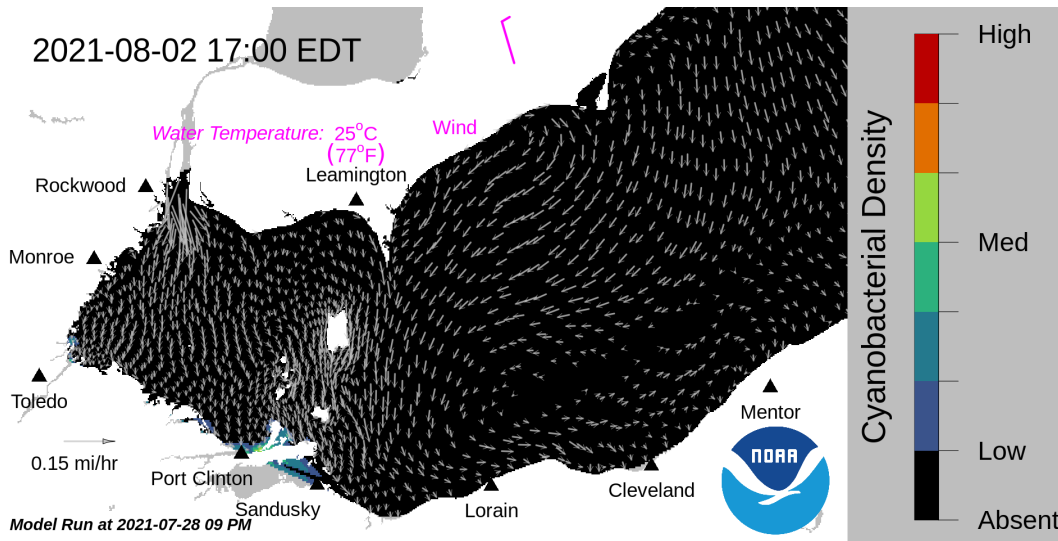 2021-08-02 17:00 EDT
Water Temperature: 25°C
(77°F)
Wind
Leamington
Rockwood
Monroe
Toledo
0.15 mi/hr
Port Clinton
Sandusky
Lorain
Cleveland
Mentor
NOAA
Model Run at 2021-07-28 09 PM
Cyanobacterial Density
High
Med
Low
Absent